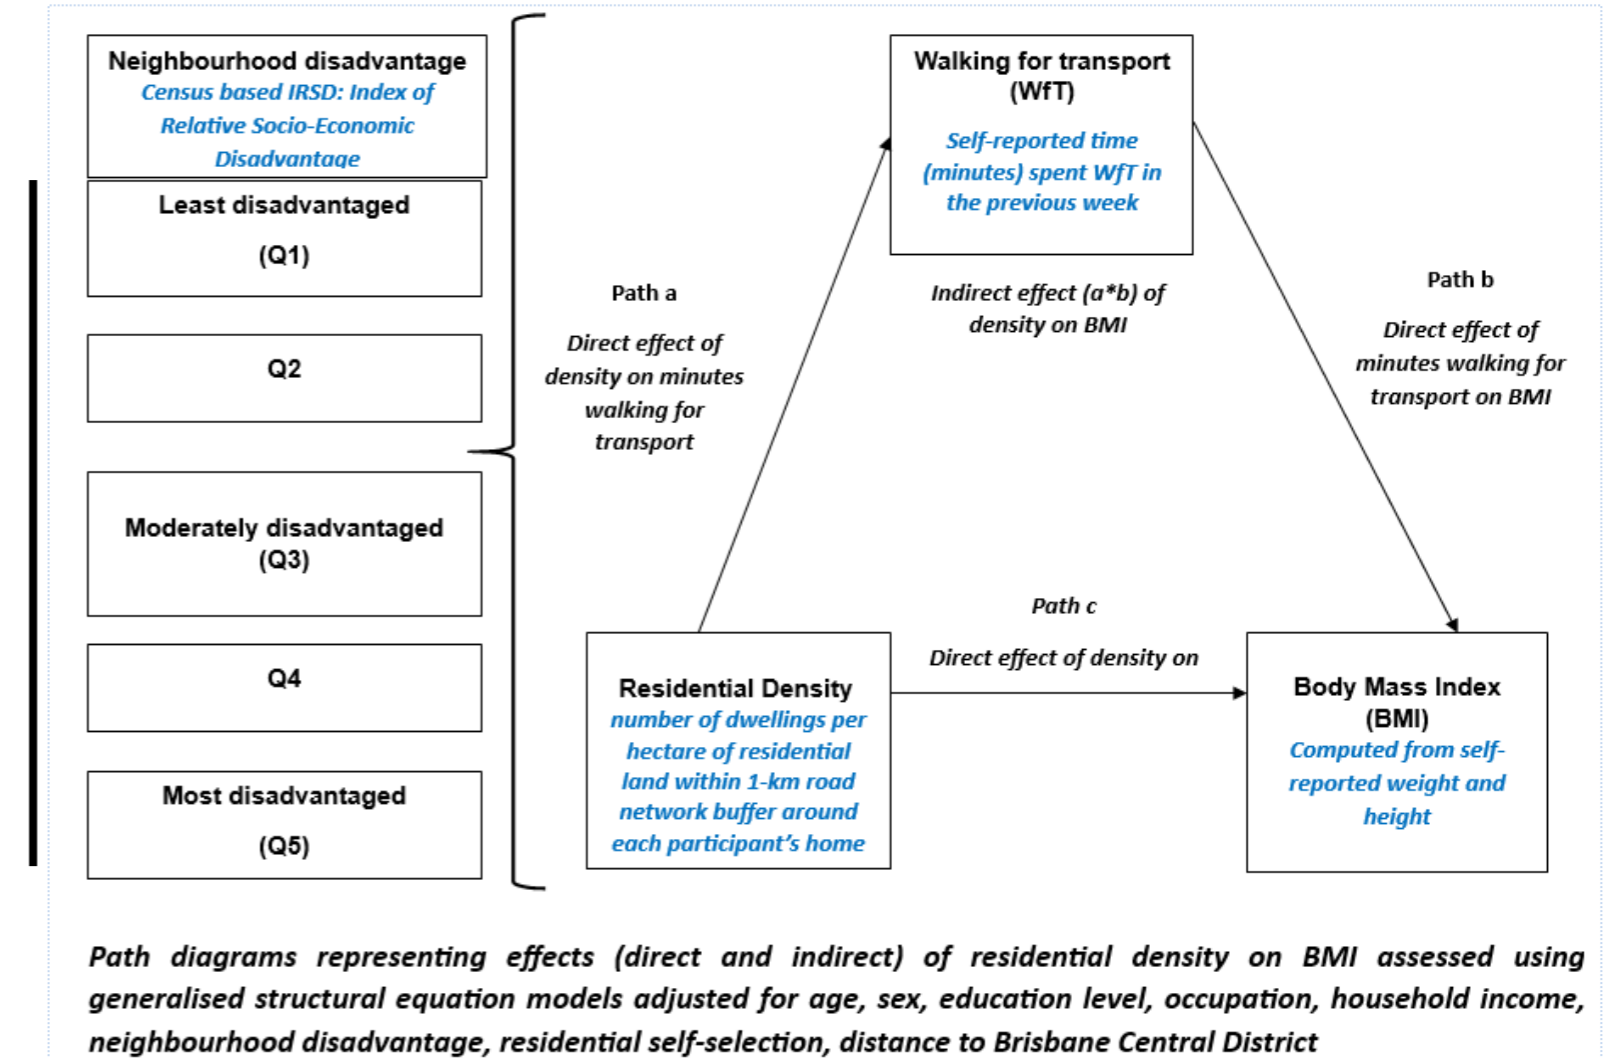 Neighbourhood disadvantage
Census based IRSD: Index of
Relative Socio-Economic
Disadvantage
Least disadvantaged
(Q1)
Q2
Moderately disadvantaged
(Q3)
Q4
Most disadvantaged
(Q5)
Path a
Direct effect of
density on minutes
walking for
transport
Walking for transport
(WfT)
Self-reported time
(minutes) spent WfT in
the previous week
Indirect effect (a*b) of
density on BMI
Path b
Direct effect of
minutes walking for
transport on BMI
Path c
Direct effect of density on
Residential Density
number of dwellings per
hectare of residential
land within 1-km road
network buffer around
each participant's home
Body Mass Index
(BMI)
Computed from self-
reported weight and
height
Path diagrams representing effects (direct and indirect) of residential density on BMI assessed using
generalised structural equation models adjusted for age, sex, education level, occupation, household income,
neighbourhood disadvantage, residential self-selection, distance to Brisbane Central District